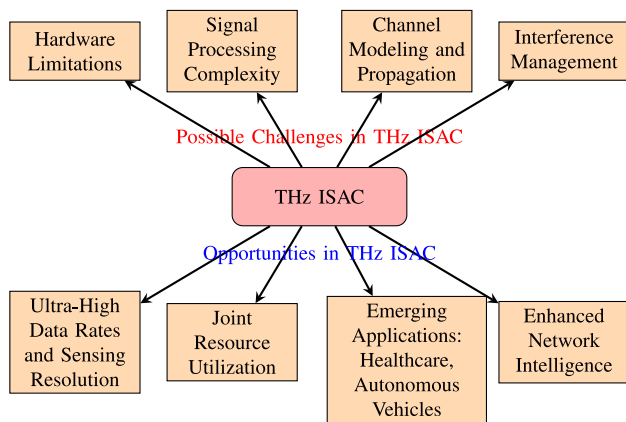 Hardware
Limitations
Signal
Processing
Complexity
Channel
Modeling and
Propagation
Interference
Management
Possible Challenges in THz ISAC
THz ISAC
Opportunities in THz ISAC
Ultra-High
Data Rates
and Sensing
Resolution
Joint
Resource
Utilization
Emerging
Applications:
Healthcare,
Autonomous
Vehicles
Enhanced
Network
Intelligence